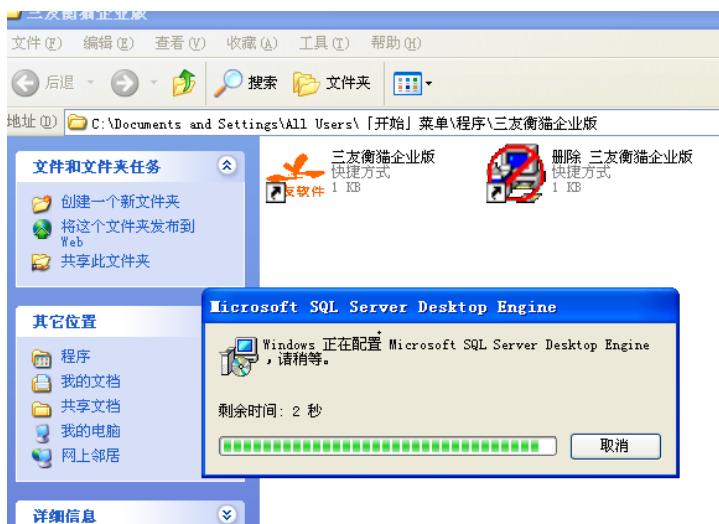 三友衡猫企业版
文件(F) 编辑(E) 查看(V) 收藏(A) 工具(T) 帮助(H)
后退 搜索 文件夹
地址(D) C:\Documents and Settings\All Users\「开始」菜单\程序\三友衡猫企业版
文件和文件夹任务
创建一个新文件夹
将这个文件夹发布到
Web
共享此文件夹
三友衡猫企业版
快捷方式
1 KB
友软件
删除 三友衡猫企业版
快捷方式
1 KB
其它位置
程序
我的文档
共享文档
我的电脑
网上邻居
详细信息
Microsoft SQL Server Desktop Engine
Windows 正在配置 Microsoft SQL Server Desktop Engine
，请稍等。
剩余时间: 2 秒
取消